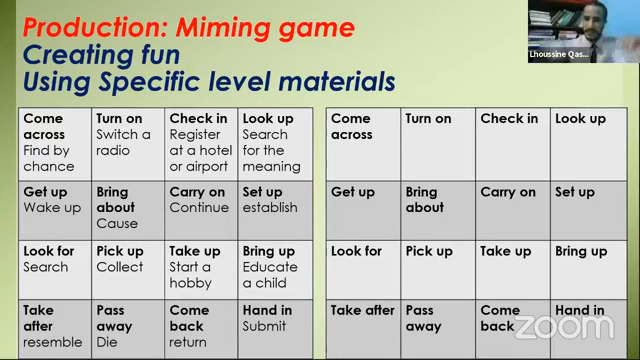 Production: Miming game
Creating fun
Using Specific level materials
Lhoussine Qas...
Come across
Find by chance
Turn on
Switch a radio
Check in
Register at a hotel or airport
Look up
Search for the meaning
Get up
Wake up
Bring about
Cause
Carry on
Continue
Set up
establish
Look for
Search
Pick up
Collect
Take up
Start a hobby
Bring up
Educate a child
Take after
resemble
Pass away
Die
Come back
return
Hand in
Submit
Come across
Turn on
Check in
Look up
Get up
Bring about
Carry on
Set up
Look for
Pick up
Take up
Bring up
Take after
Pass away
Come back
Hand in
zoom